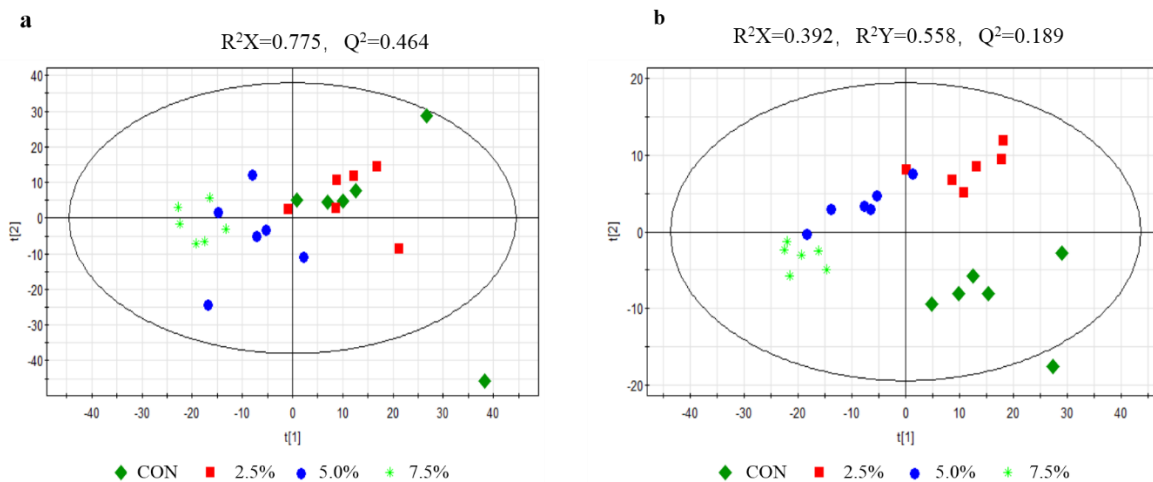 a
R²X=0.775, Q²=0.464
40
30
20
10
0
-10
-20
-30
-40
t[2]
-40 -30 -20 -10 0 10 20 30 40
t[1]
CON 2.5% 5.0% 7.5%
b
R²X=0.392, R²Y=0.558, Q²=0.189
20
10
0
-10
-20
t[2]
-40 -30 -20 -10 0 10 20 30 40
t[1]
CON 2.5% 5.0% 7.5%